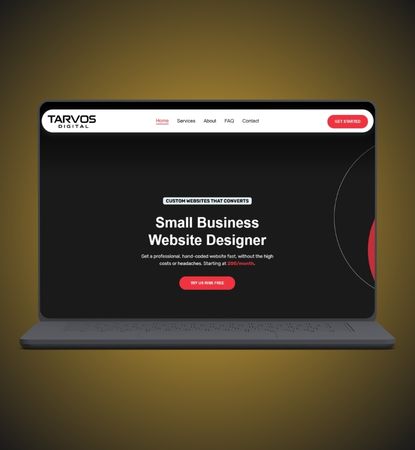 TARVOS
DIGITAL
Home Services About FAQ Contact
GET STARTED
CUSTOM WEBSITES THAT CONVERTS
Small Business
Website Designer
Get a professional, hand-coded website fast, without the high
costs or headaches. Starting at 200/month.
TRY US RISK FREE